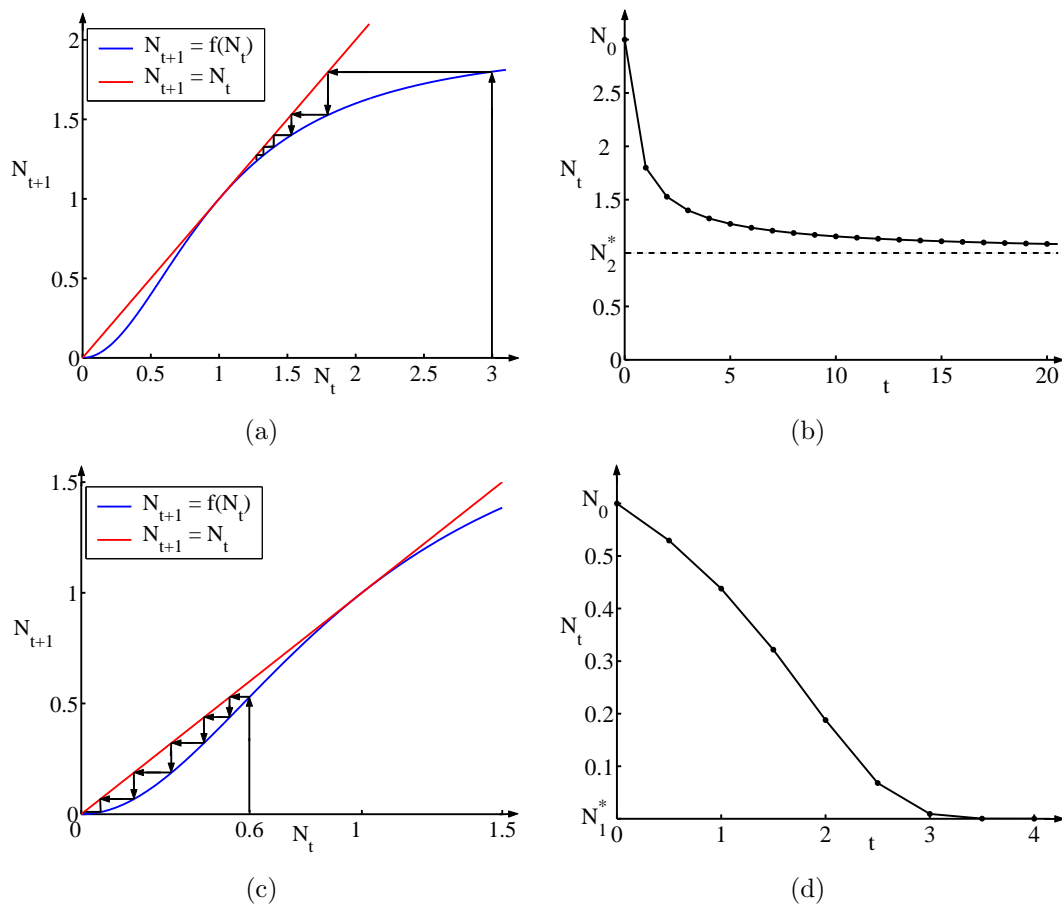 2
1.5
1
0.5
0
N_{t+1}
N_{t+1} = f(N_t)
N_{t+1} = N_t
0 0.5 1 1.5 2 2.5 3
N_t
(a)
N_0
2.5
2
N_t
1.5
N_2^*
0.5
0
0 5 10 15 20
t
(b)
1.5
1
N_{t+1}
0.5
0
N_{t+1} = f(N_t)
N_{t+1} = N_t
0 0.6 1 1.5
N_t
(c)
N_0
0.5
0.4
N_t
0.3
0.2
0.1
N_1^*
0 1 2 3 4
t
(d)